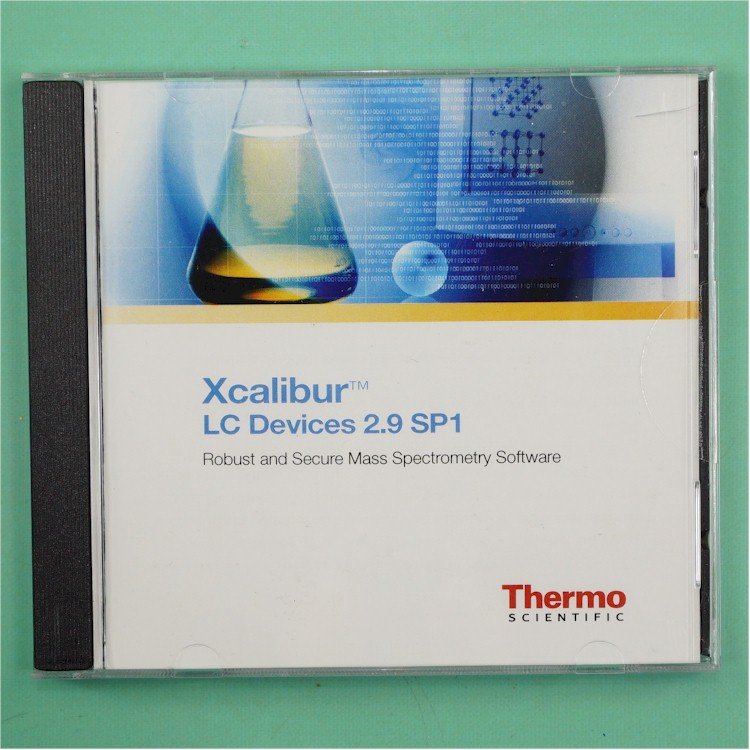 Xcalibur™
LC Devices 2.9 SP1
Robust and Secure Mass Spectrometry Software
Thermo
SCIENTIFIC